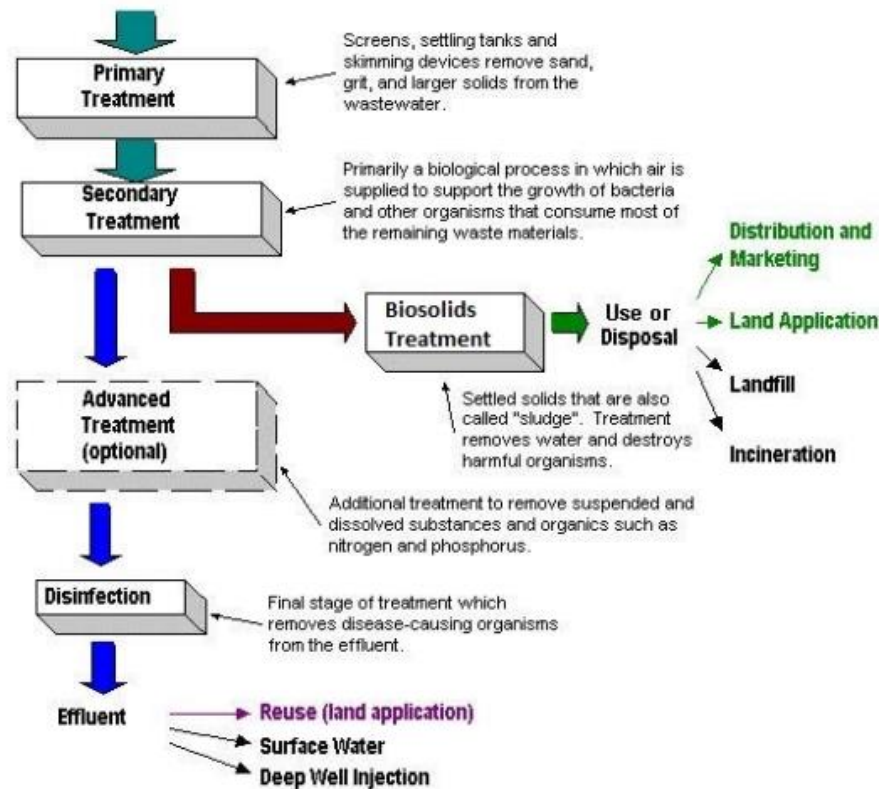 Primary
Treatment
Screens, settling tanks and
skimming devices remove sand,
grit, and larger solids from the
wastewater.
Secondary
Treatment
Primarily a biological process in which air is
supplied to support the growth of bacteria
and other organisms that consume most of
the remaining waste materials.
Biosolids
Treatment
Use or
Disposal
Distribution and
Marketing
Land Application
Landfill
Incineration
Settled solids that are also
called "sludge". Treatment
removes water and destroys
harmful organisms.
Advanced
Treatment
(optional)
Additional treatment to remove suspended and
dissolved substances and organics such as
nitrogen and phosphorus.
Disinfection
Final stage of treatment which
removes disease-causing organisms
from the effluent.
Effluent
Reuse (land application)
Surface Water
Deep Well Injection